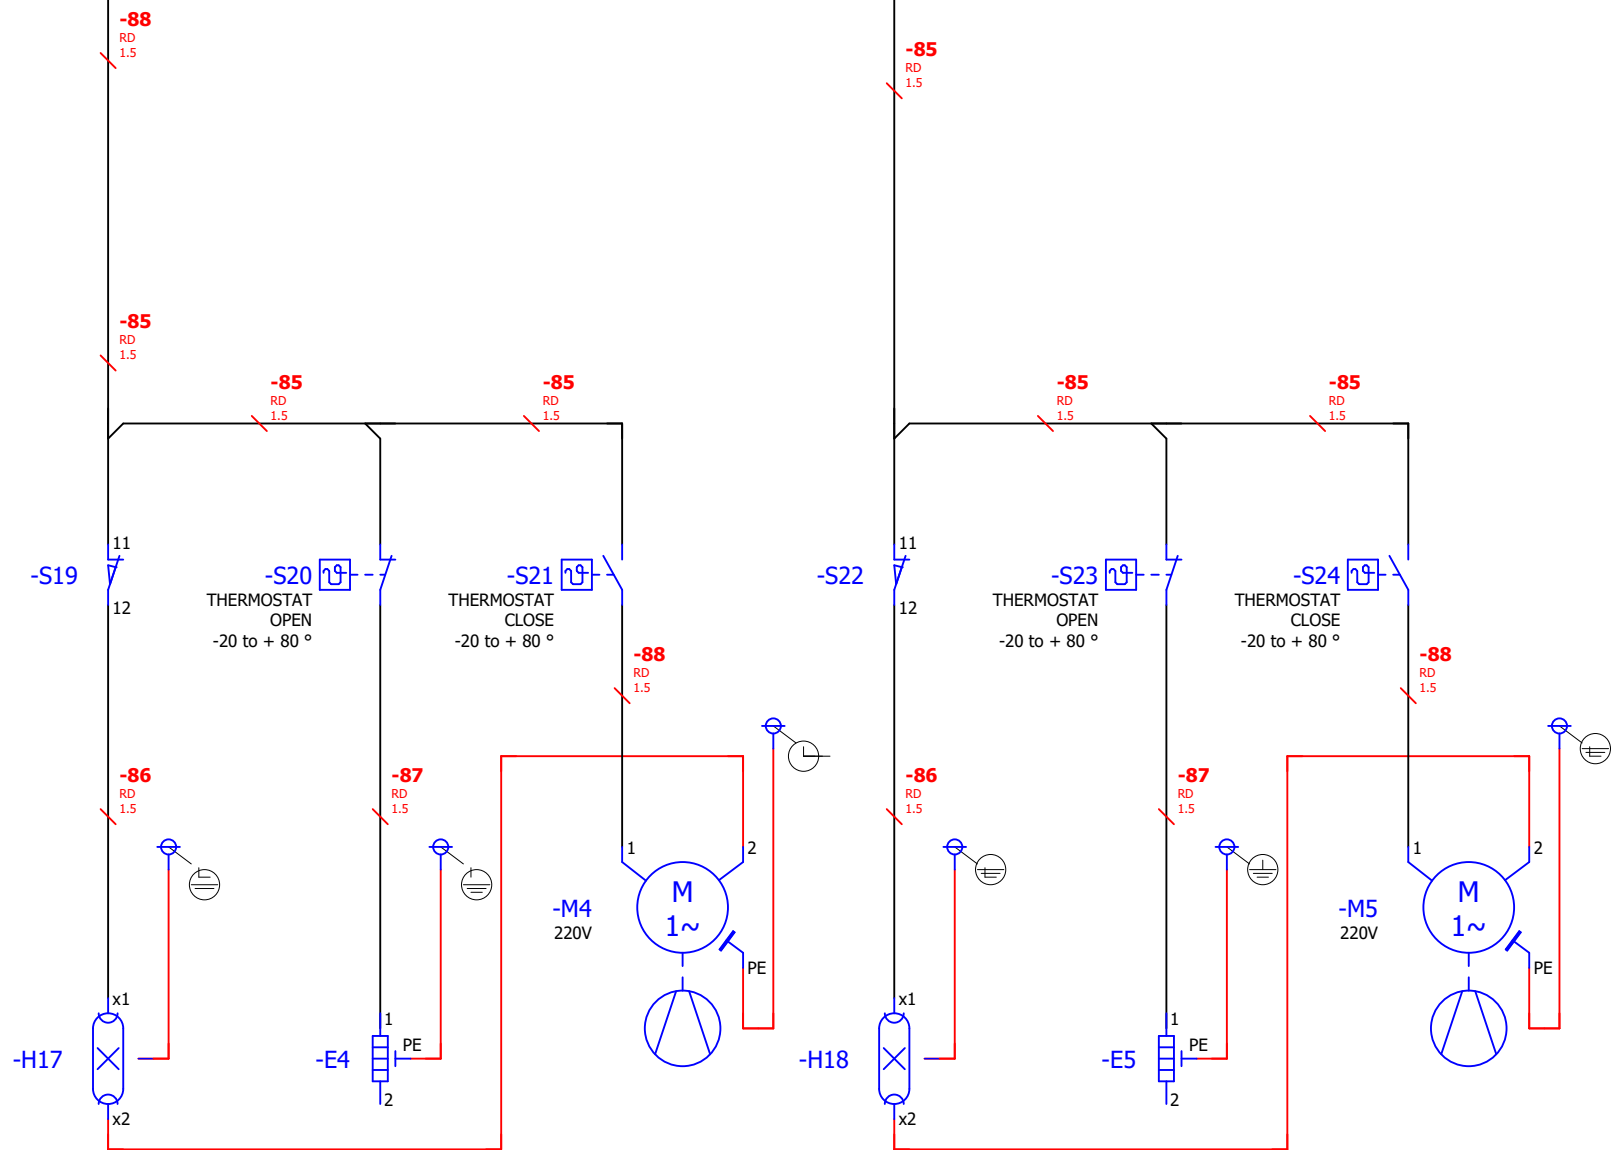 -88
RD
1.5
-85
RD
1.5
-85
RD
1.5
-85
RD
1.5
-85
RD
1.5
-85
RD
1.5
-85
RD
1.5
11
-S19
12
-S20
THERMOSTAT
OPEN
-20 to + 80 °
-S21
THERMOSTAT
CLOSE
-20 to + 80 °
11
-S22
12
-S23
THERMOSTAT
OPEN
-20 to + 80 °
-S24
THERMOSTAT
CLOSE
-20 to + 80 °
-88
RD
1.5
-88
RD
1.5
-86
RD
1.5
-87
RD
1.5
-86
RD
1.5
-87
RD
1.5
1
2
M
1~
-M4
220V
PE
1
2
M
1~
-M5
220V
PE
x1
-H17
x2
1
PE
-E4
2
x1
-H18
x2
1
PE
-E5
2